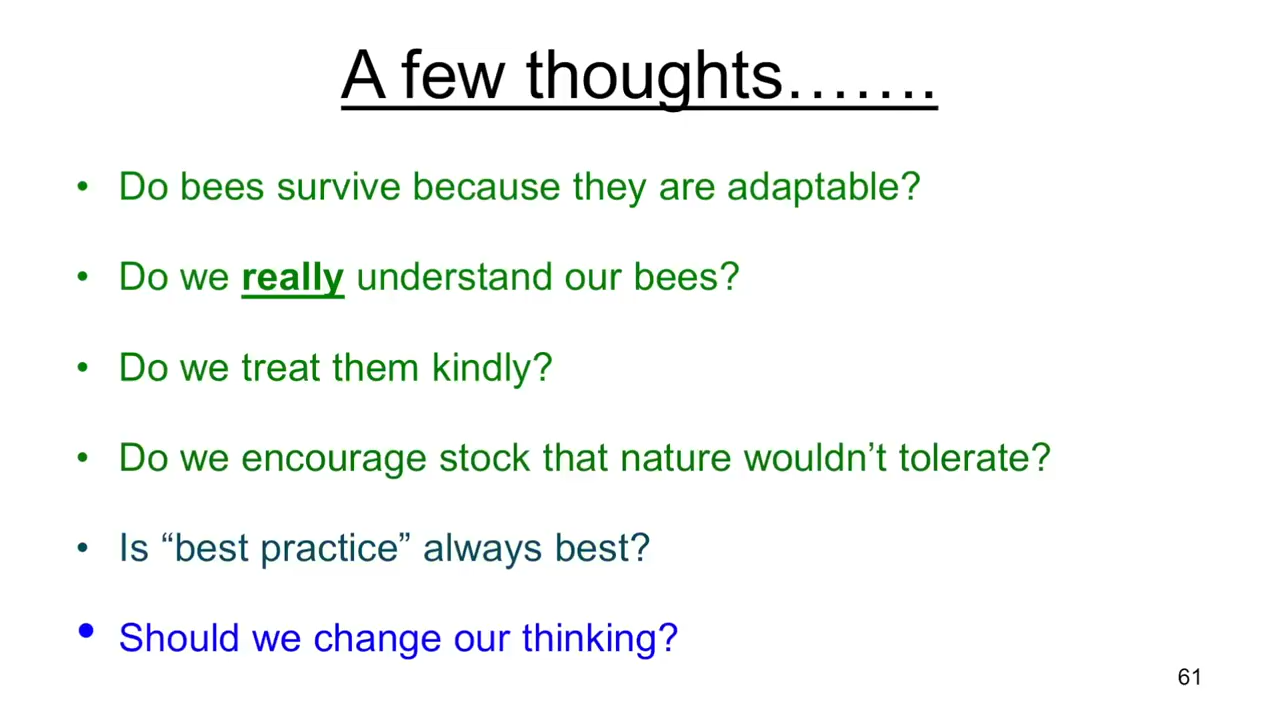 A few thoughts…….
• Do bees survive because they are adaptable?
• Do we really understand our bees?
• Do we treat them kindly?
• Do we encourage stock that nature wouldn’t tolerate?
• Is “best practice” always best?
• Should we change our thinking?
61